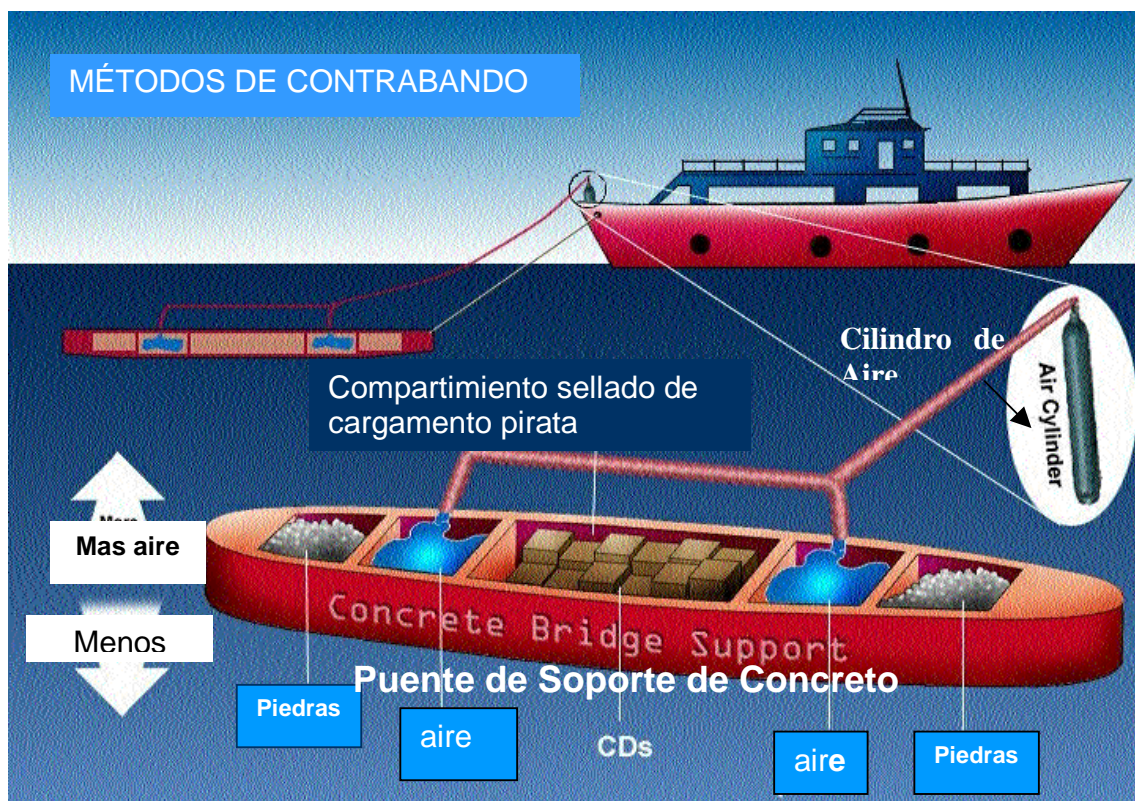 MÉTODOS DE CONTRABANDO
Cilindro de
Aire
Air Cylinder
Compartimiento sellado de
cargamento pirata
Mas aire
Menos
Concrete Bridge Support
Puente de Soporte de Concreto
Piedras
aire
CDs
aire
Piedras